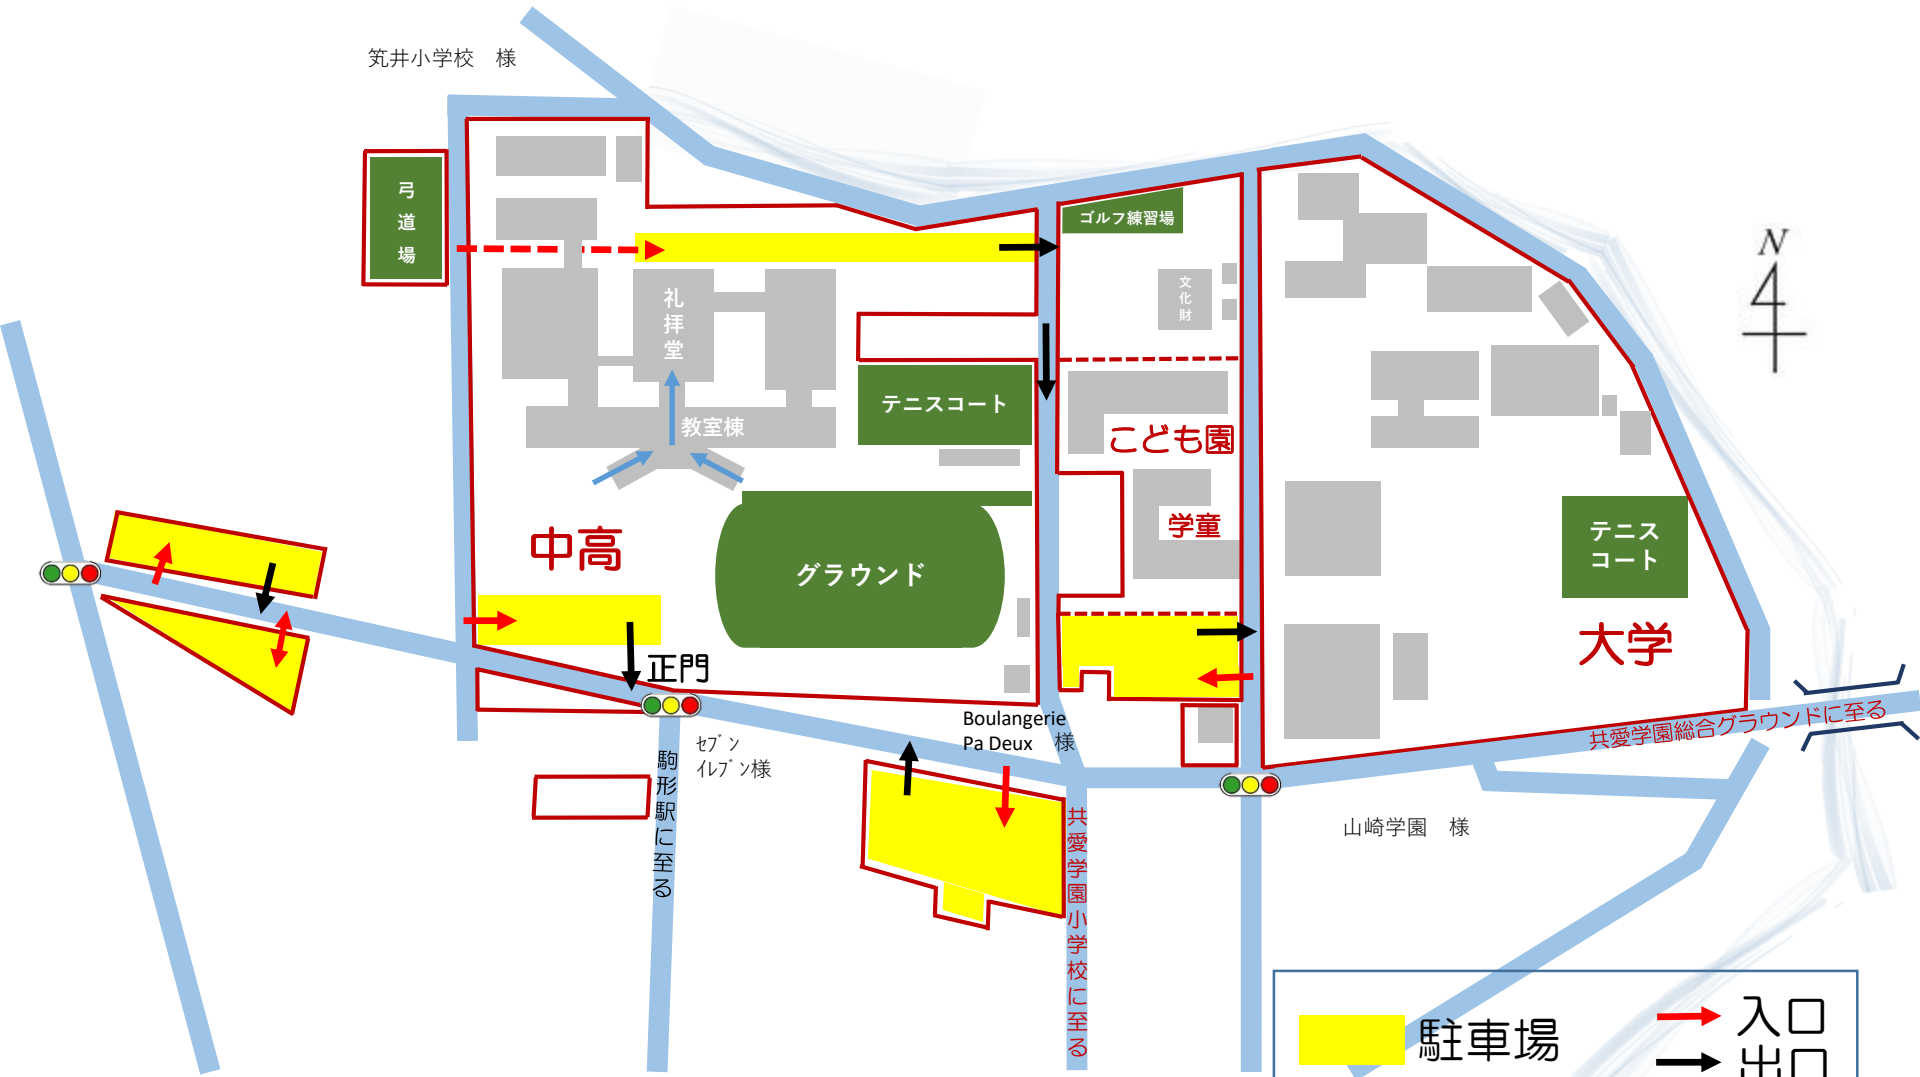 笂井小学校　様
弓道場
ゴルフ練習場
文化財
礼拝堂
テニスコート
教室棟
こども園
学童
中高
グラウンド
テニス
コート
大学
正門
N
共愛学園総合グラウンドに至る
Boulangerie
Pa Deux　様
ｾﾌﾞﾝ
ｲﾚﾌﾞﾝ様
駒形駅に至る
共愛学園小学校に至る
山崎学園　様
駐車場
入口
出口